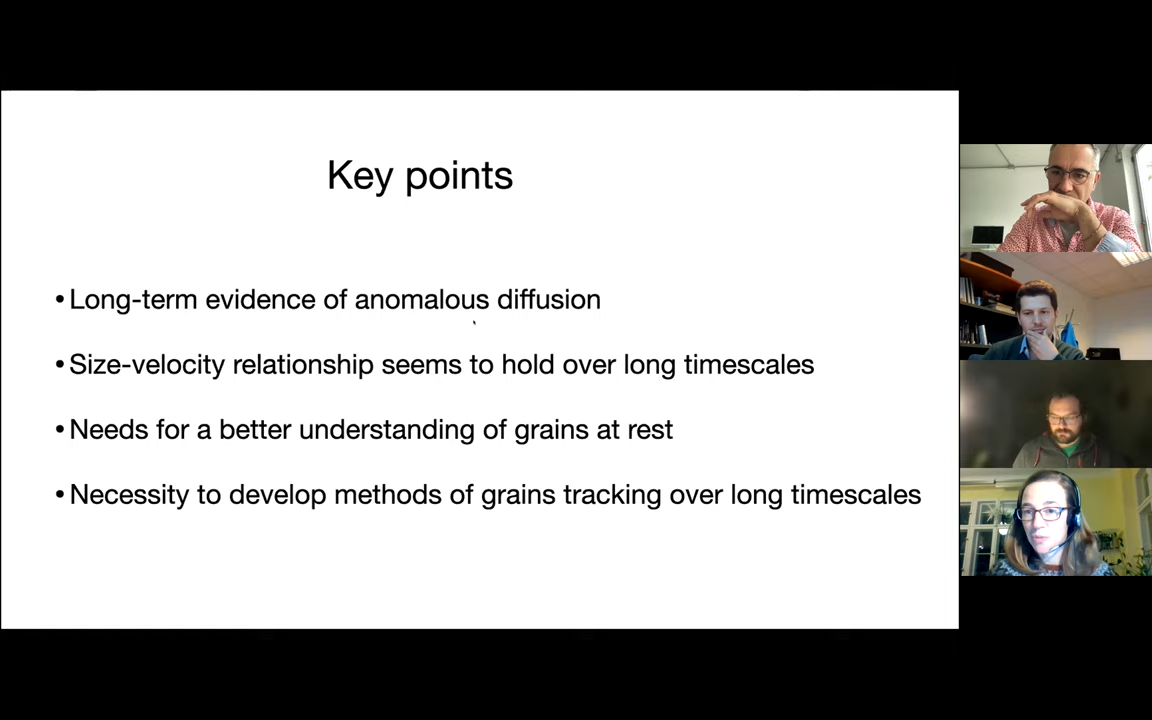 Key points
•Long-term evidence of anomalous diffusion
•Size-velocity relationship seems to hold over long timescales
•Needs for a better understanding of grains at rest
•Necessity to develop methods of grains tracking over long timescales